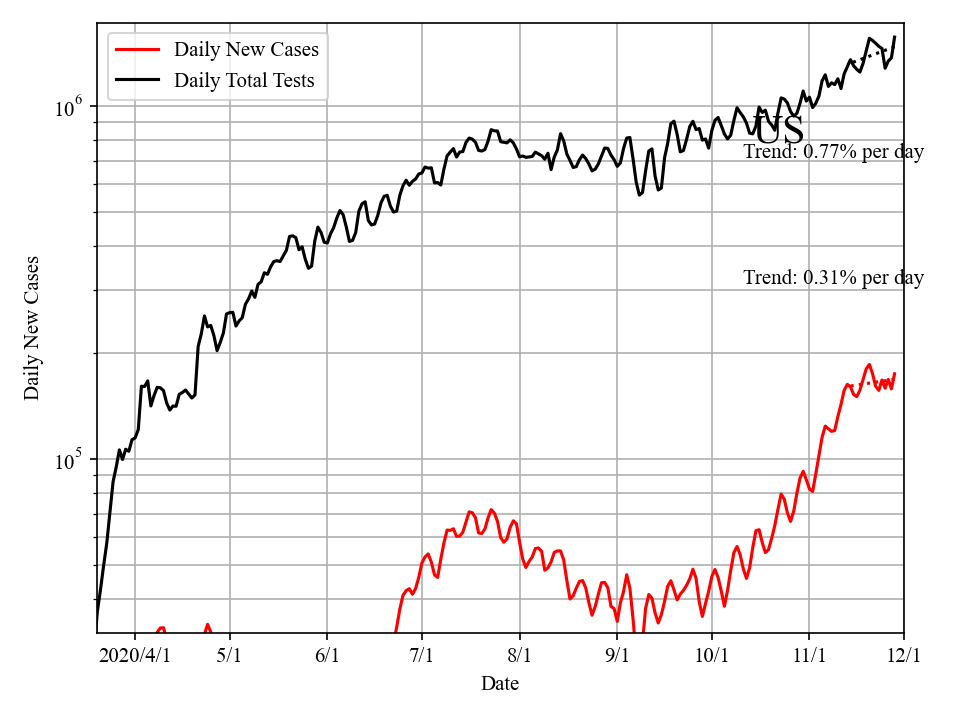 Daily New Cases
Daily Total Tests
10^6
US
Trend: 0.77% per day
Trend: 0.31% per day
Daily New Cases
10^5
2020/4/1 5/1 6/1 7/1 8/1 9/1 10/1 11/1 12/1
Date